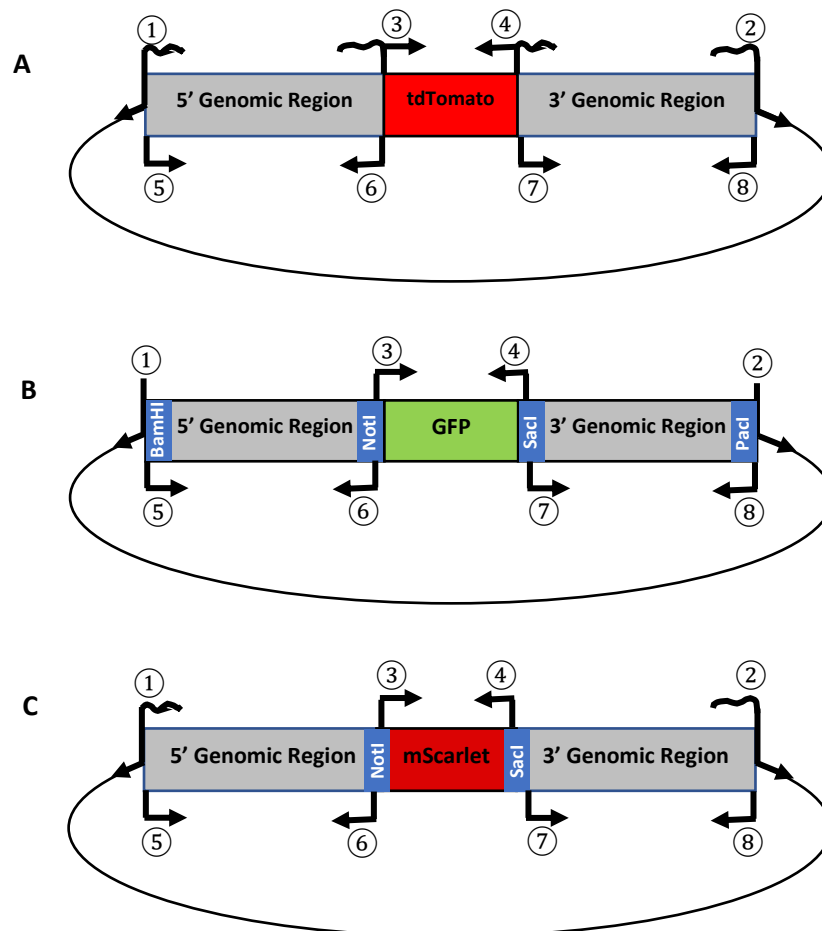 ① ③ ④ ②
A
5' Genomic Region tdTomato 3' Genomic Region
⑤ ⑥ ⑦ ⑧
① ③ ④ ②
B
BamHI 5' Genomic Region NotI GFP SacI 3' Genomic Region PacI
⑤ ⑥ ⑦ ⑧
① ③ ④ ②
C
5' Genomic Region NotI mScarlet SacI 3' Genomic Region
⑤ ⑥ ⑦ ⑧